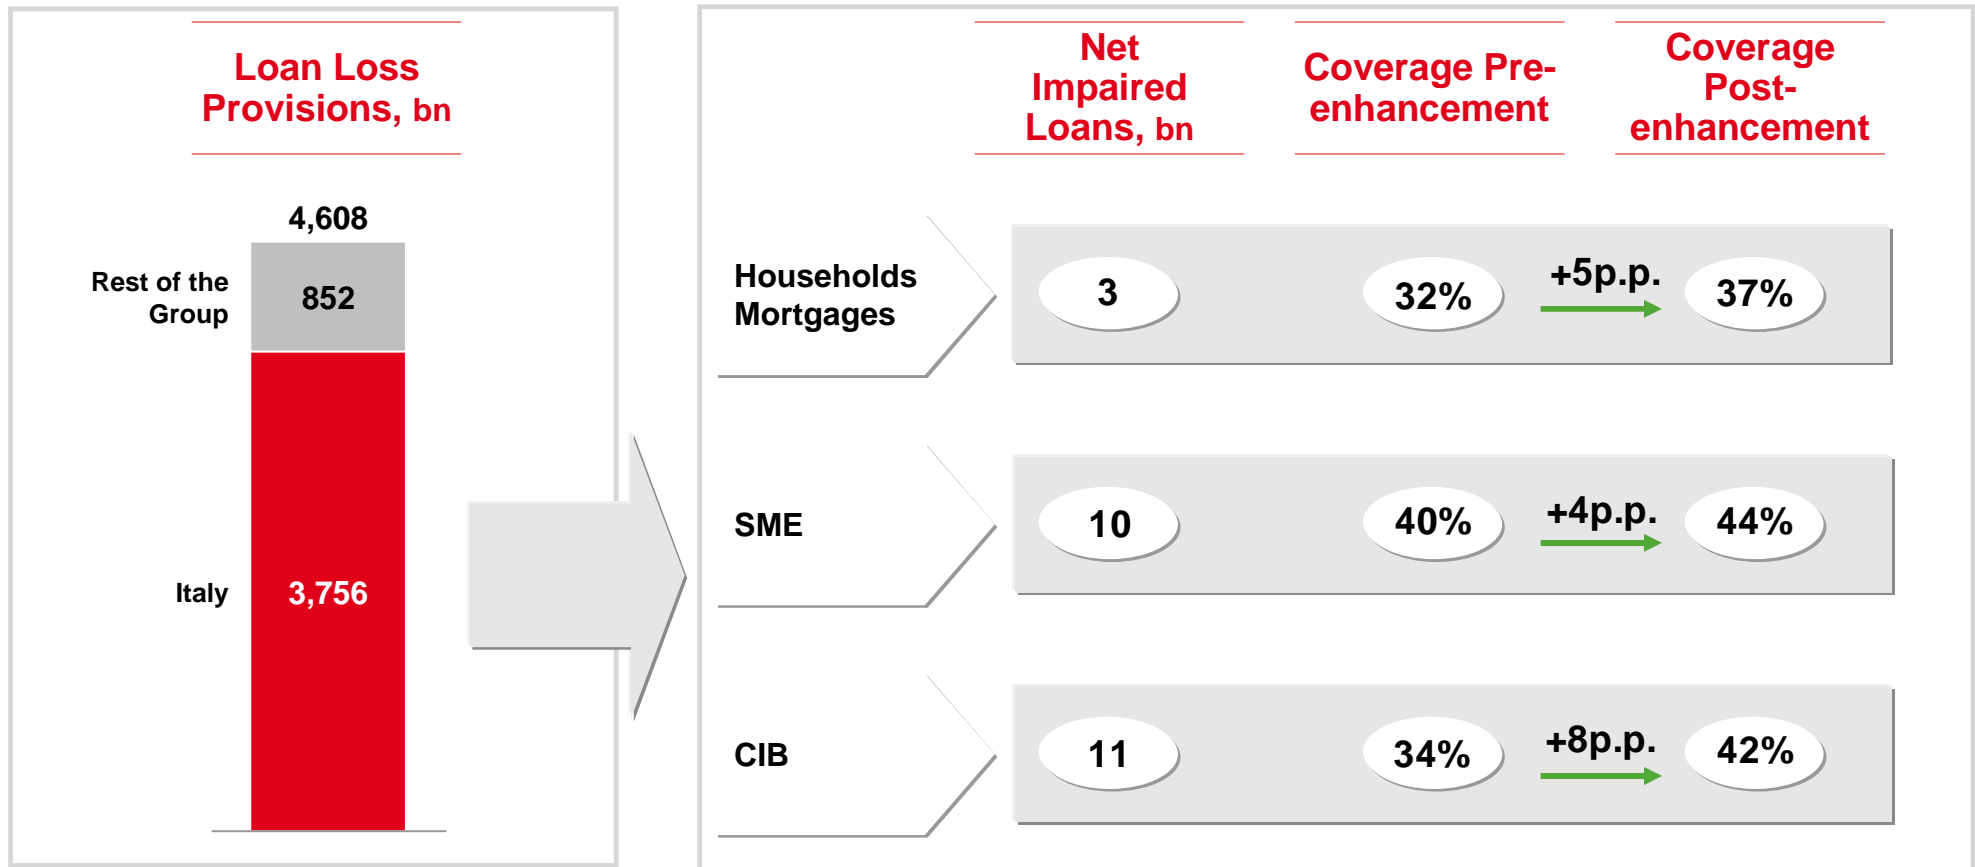 Loan Loss
Provisions, bn
4,608
Rest of the
Group
852
Italy
3,756
Net
Impaired
Loans, bn
Coverage Pre-
enhancement
Coverage
Post-
enhancement
Households
Mortgages
3
32%
+5p.p.
37%
SME
10
40%
+4p.p.
44%
CIB
11
34%
+8p.p.
42%